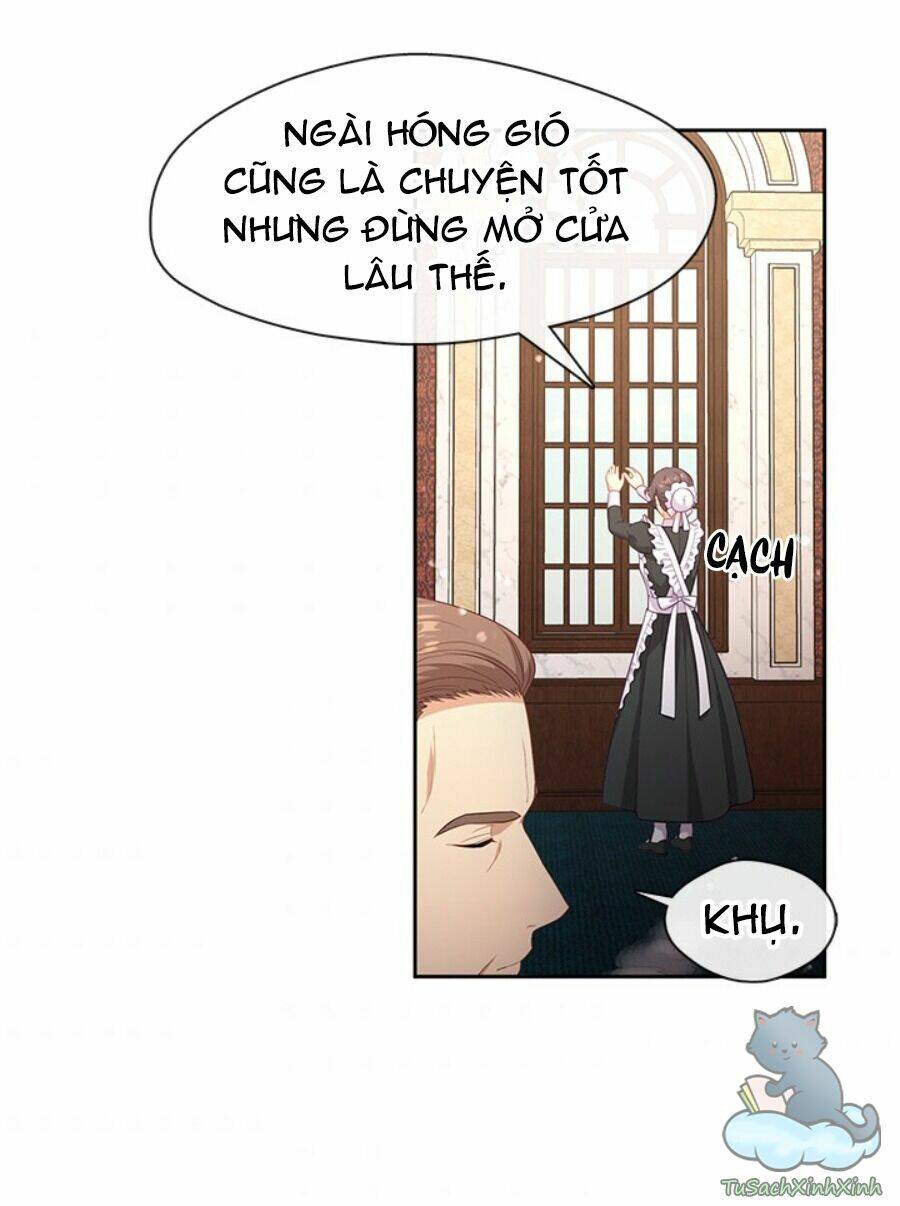 NGÀI HÓNG GIÓ
CŨNG LÀ CHUYỆN TỐT
NHƯNG ĐỪNG MỞ CỬA
LÂU THẾ.
CẠCH
KHỤ.
TuSachXinhXinh